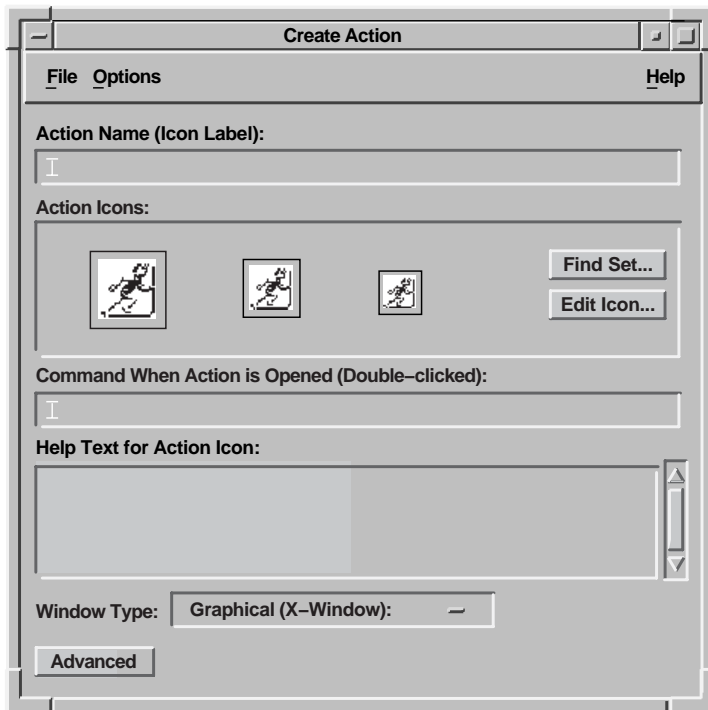 Create Action
File Options Help
Action Name (Icon Label):
Action Icons:
Find Set...
Edit Icon...
Command When Action is Opened (Double–clicked):
Help Text for Action Icon:
Window Type: Graphical (X–Window):
Advanced